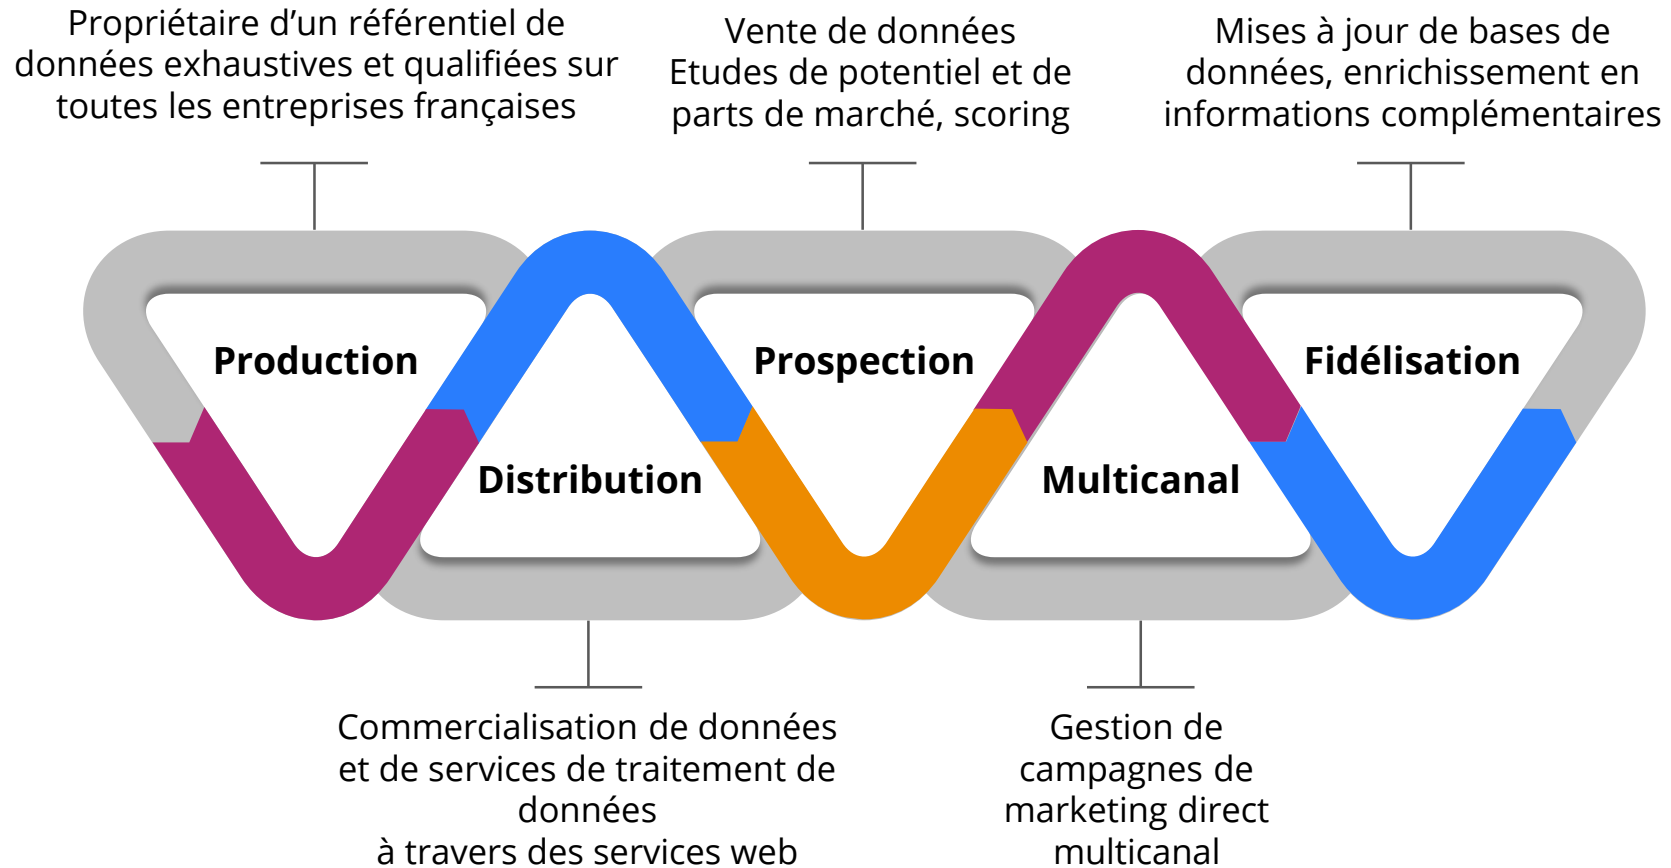 Propriétaire d’un référentiel de
données exhaustives et qualifiées sur
toutes les entreprises françaises
Vente de données
Etudes de potentiel et de
parts de marché, scoring
Mises à jour de bases de
données, enrichissement en
informations complémentaires
Production
Prospection
Fidélisation
Distribution
Multicanal
Commercialisation de données
et de services de traitement de
données
à travers des services web
Gestion de
campagnes de
marketing direct
multicanal